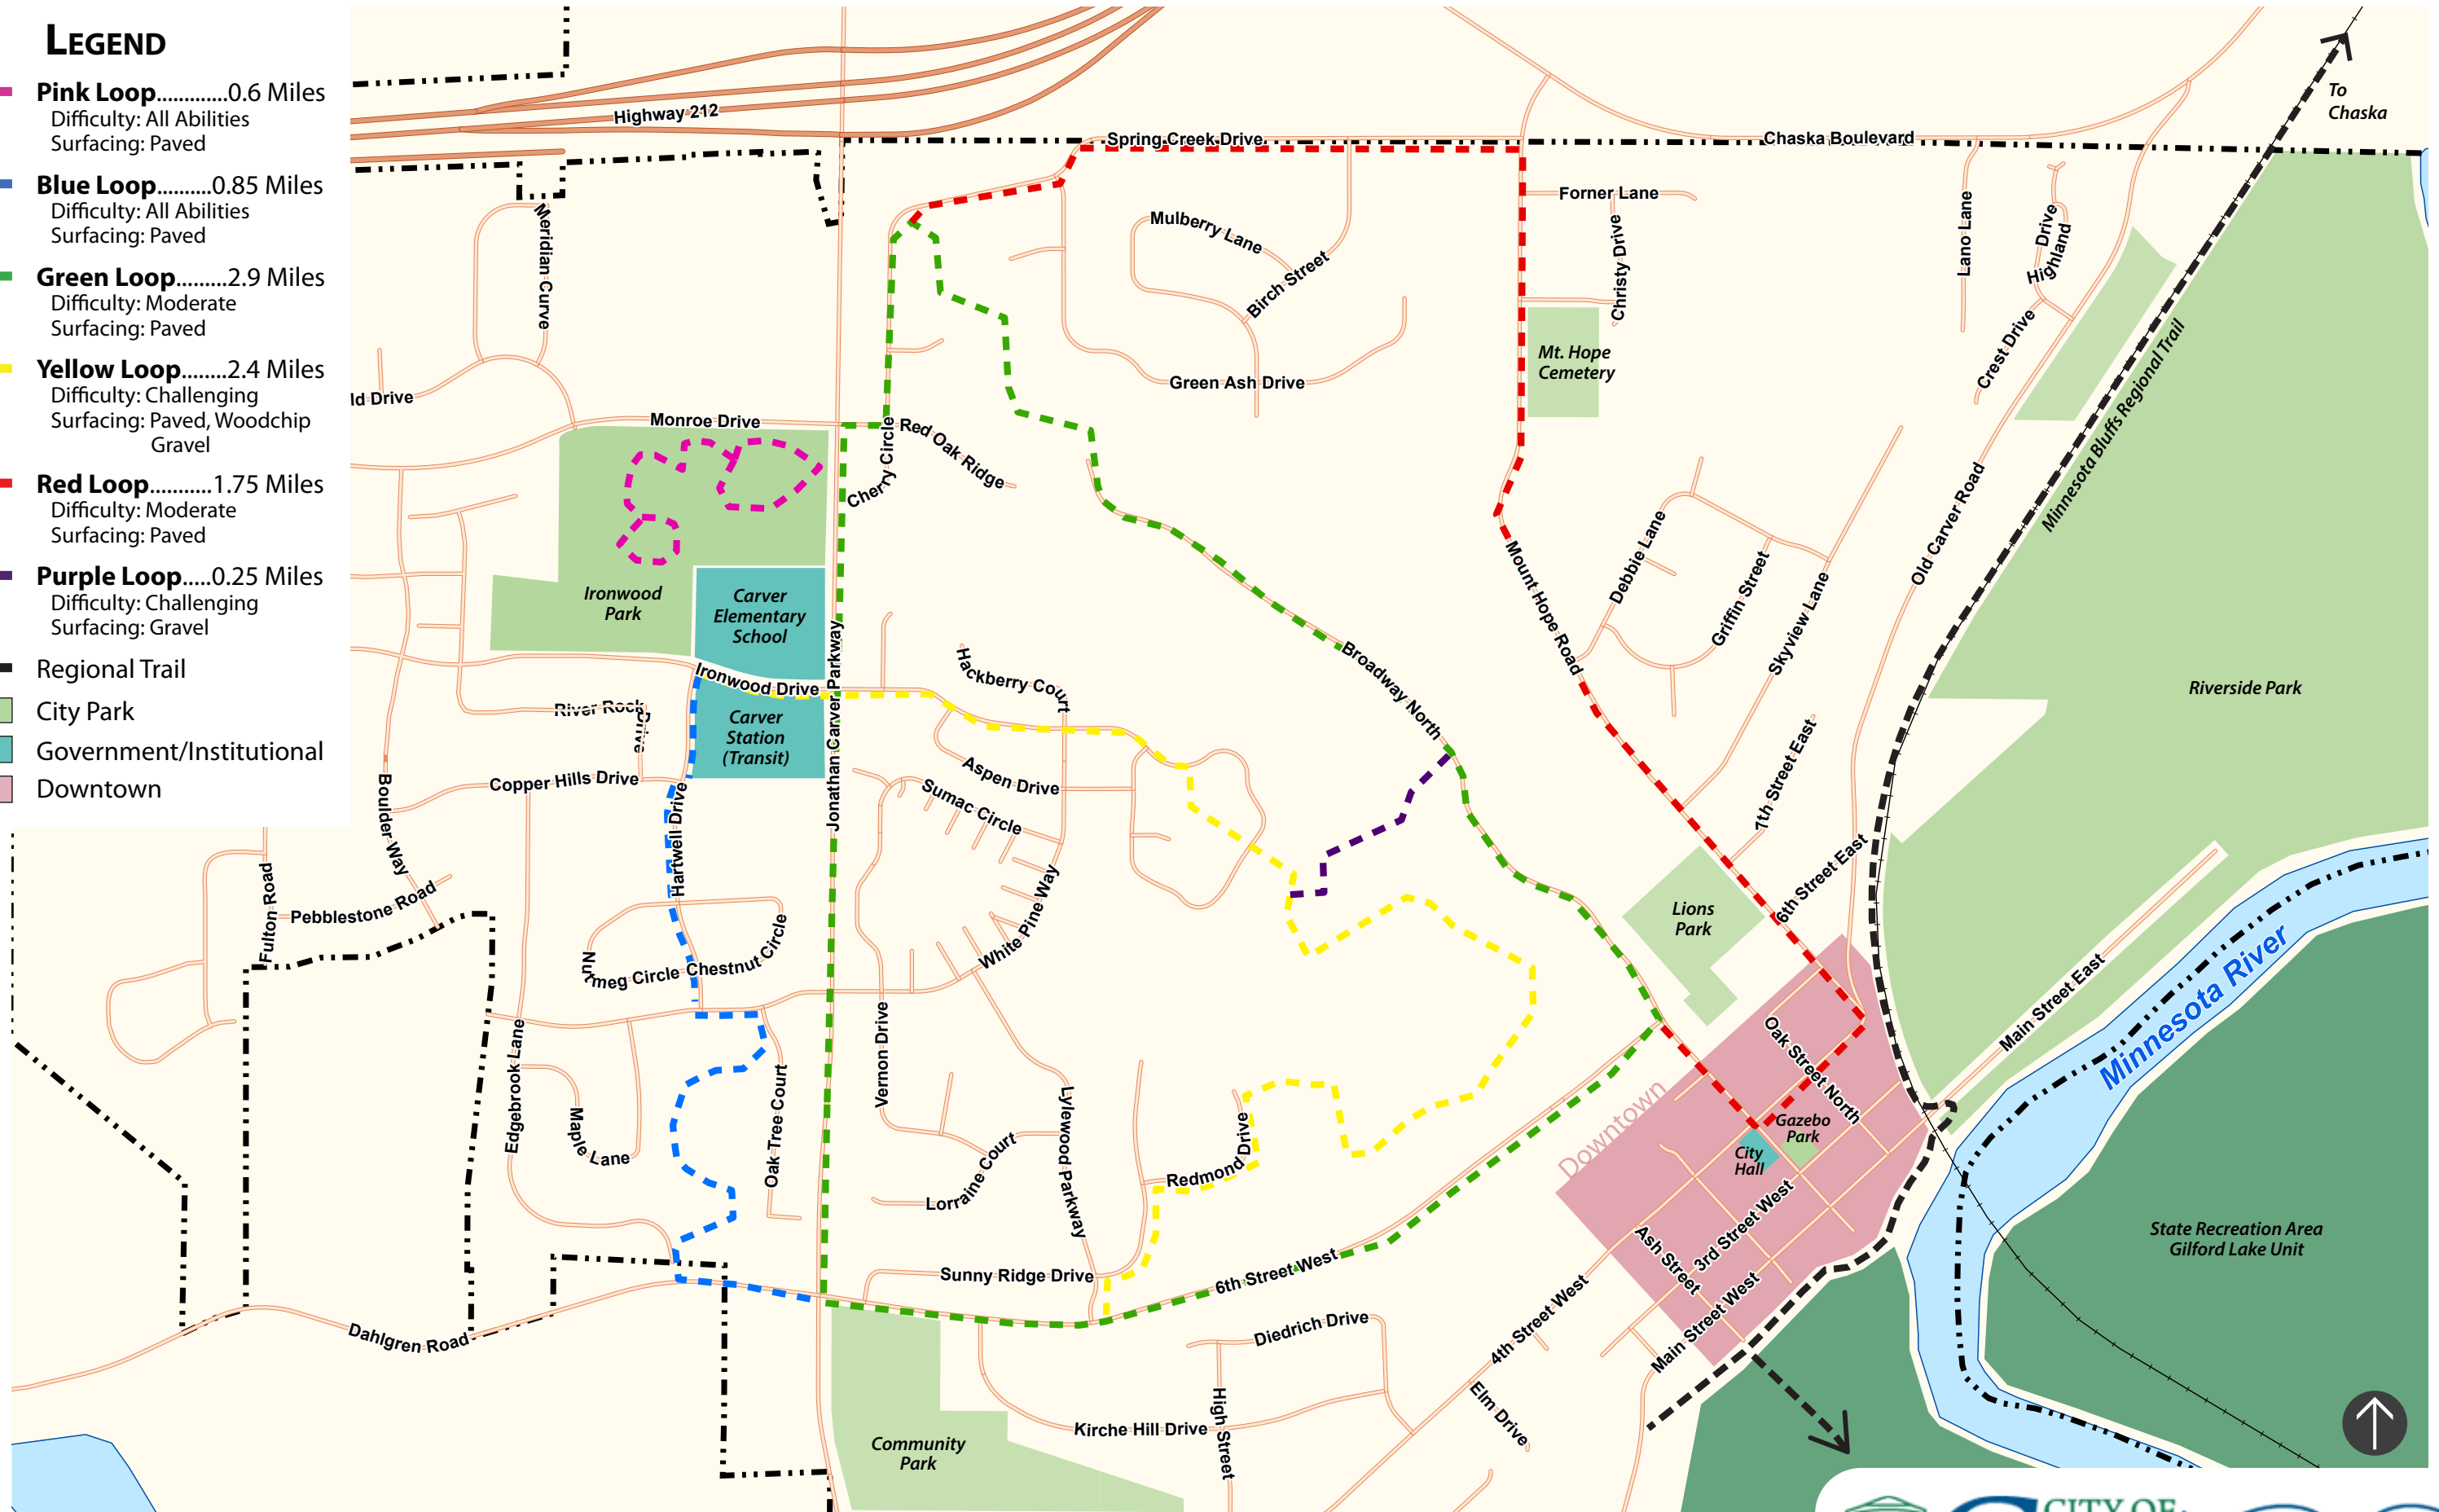 LEGEND
Pink Loop.............0.6 Miles
Difficulty: All Abilities
Surfacing: Paved
Blue Loop..........0.85 Miles
Difficulty: All Abilities
Surfacing: Paved
Green Loop.........2.9 Miles
Difficulty: Moderate
Surfacing: Paved
Yellow Loop........2.4 Miles
Difficulty: Challenging
Surfacing: Paved, Woodchip
Gravel
Red Loop...........1.75 Miles
Difficulty: Moderate
Surfacing: Paved
Purple Loop.....0.25 Miles
Difficulty: Challenging
Surfacing: Gravel
Regional Trail
City Park
Government/Institutional
Downtown
Highway 212
Spring Creek Drive
Chaska Boulevard
To
Chaska
Meridian Curve
Mulberry Lane
Birch Street
Green Ash Drive
Forner Lane
Christy Drive
Lano Lane
Highland
Drive
Crest Drive
Mt. Hope
Cemetery
Minnesota Bluffs Regional Trail
ld Drive
Monroe Drive
Cherry Circle
Red Oak Ridge
Old Carver Road
Ironwood
Park
Carver
Elementary
School
Mount Hope Road
Debbie Lane
Griffin Street
Skyview Lane
Broadway North
Riverside Park
Ironwood Drive
Jonathan Carver Parkway
Hackberry Court
River Rock
Drive
Carver
Station
(Transit)
Copper Hills Drive
Boulder Way
Hartwell Drive
Aspen Drive
Sumac Circle
7th Street East
6th Street East
Fulton Road
Pebblestone Road
Nutmeg Circle
Chestnut Circle
White Pine Way
Lions
Park
Main Street East
Minnesota River
Edgebrook Lane
Maple Lane
Oak Tree Court
Vernon Drive
Lylewood Parkway
Lorraine Court
Redmond Drive
Downtown
Oak Street North
Gazebo
Park
City
Hall
Ash Street
3rd Street West
Main Street West
State Recreation Area
Gilford Lake Unit
Sunny Ridge Drive
6th Street West
Dahlgren Road
Diedrich Drive
4th Street West
Elm Drive
High Street
Kirche Hill Drive
Community
Park
CITY OF